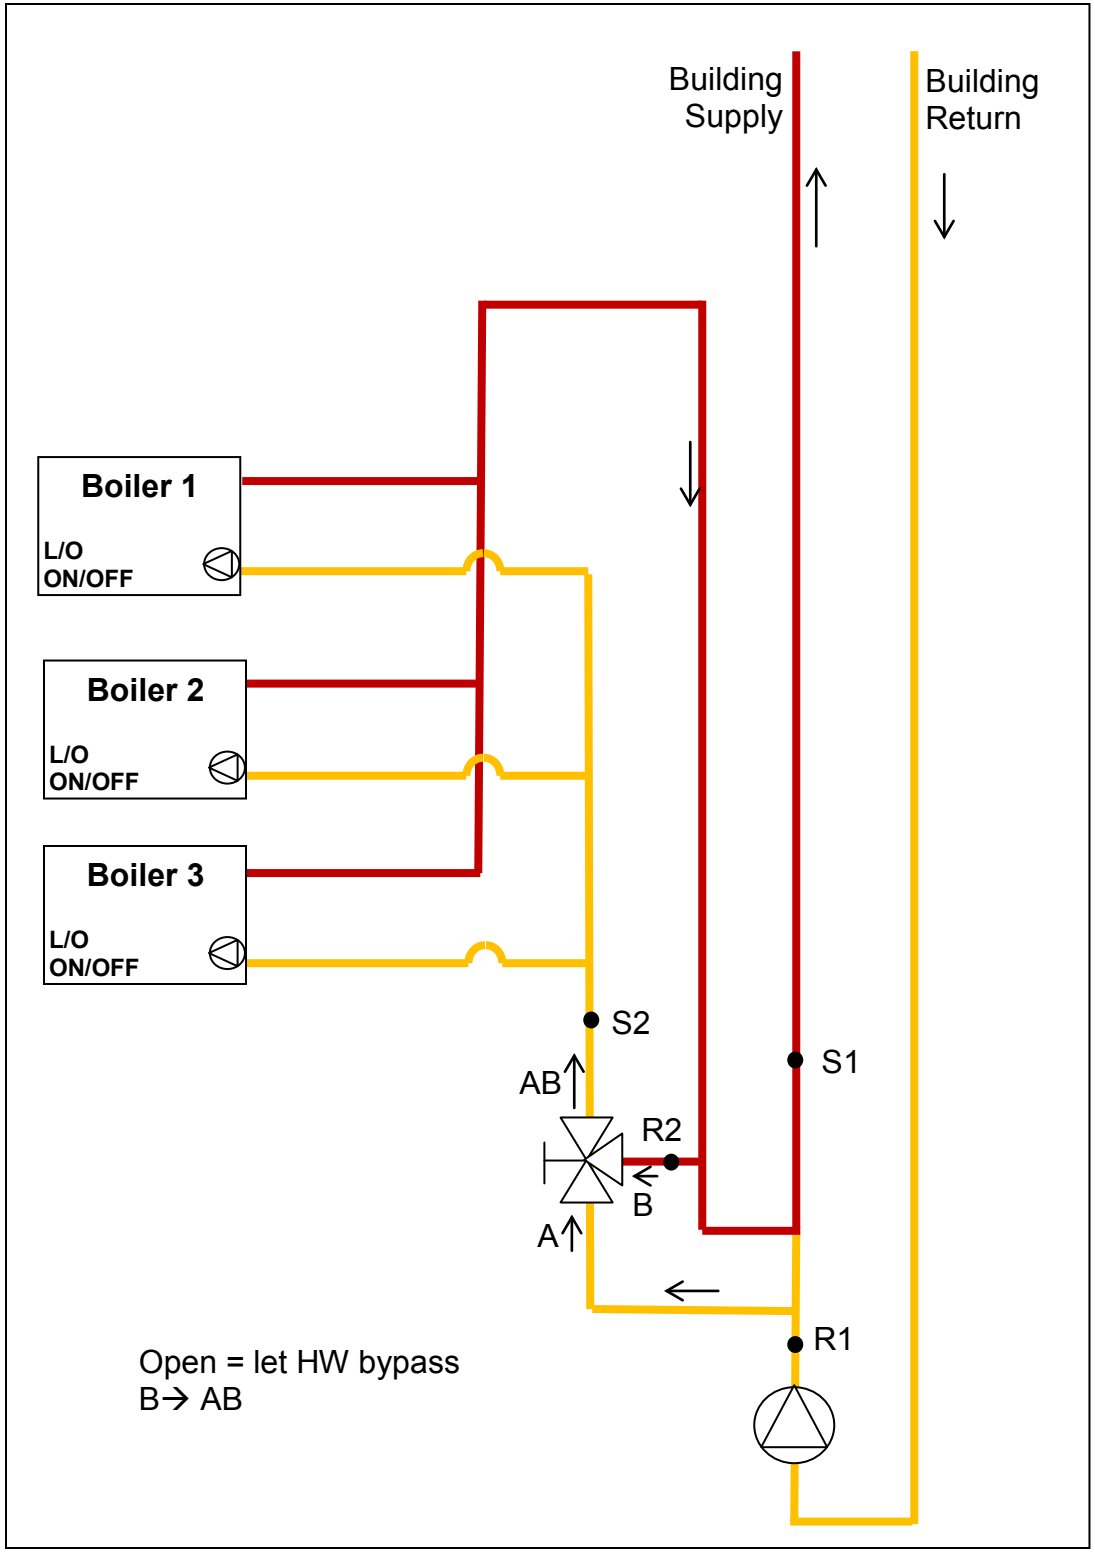 Building
Supply
Building
Return
Boiler 1
L/O
ON/OFF
Boiler 2
L/O
ON/OFF
Boiler 3
L/O
ON/OFF
S2
S1
AB
R2
B
A
R1
Open = let HW bypass
B→ AB